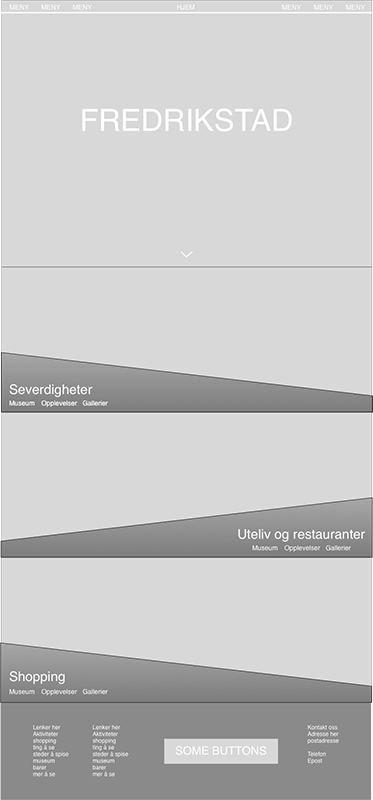 MENY MENY MENY HJEM MENY MENY MENY
FREDRIKSTAD
Severdigheter
Museum Opplevelser Gallerier
Uteliv og restauranter
Museum Opplevelser Gallerier
Shopping
Museum Opplevelser Gallerier
Lenker her
Aktiviteter
shopping
ting å se
steder å spise
museum
barer
mer å se
Lenker her
Aktiviteter
shopping
ting å se
steder å spise
museum
barer
mer å se
SOME BUTTONS
Kontakt oss
Adresse her
postadresse
Telefon
Epost